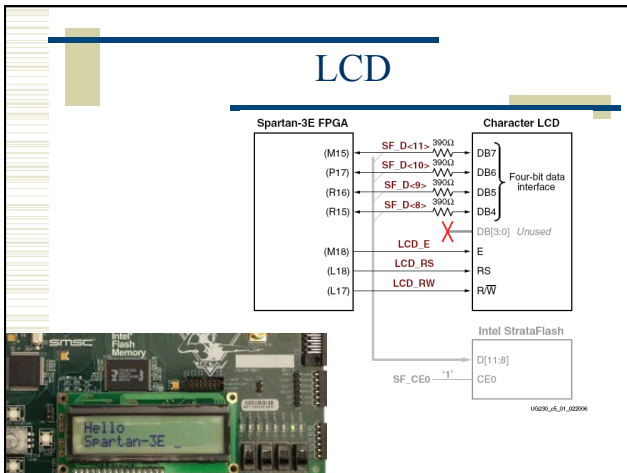 LCD
Spartan-3E FPGA
Character LCD
(M15) SF_D<11> 390Ω DB7
(P17) SF_D<10> 390Ω DB6
(R16) SF_D<9> 390Ω DB5
(R15) SF_D<8> 390Ω DB4
Four-bit data
interface
DB[3:0] Unused
(M18) LCD_E E
(L18) LCD_RS RS
(L17) LCD_RW R/W̅
Intel StrataFlash
D[11:8]
SF_CE0 '1' CE0
UG230_c5_01_022006
smsc
Intel
Flash
Memory
Hello
Spartan-3E _